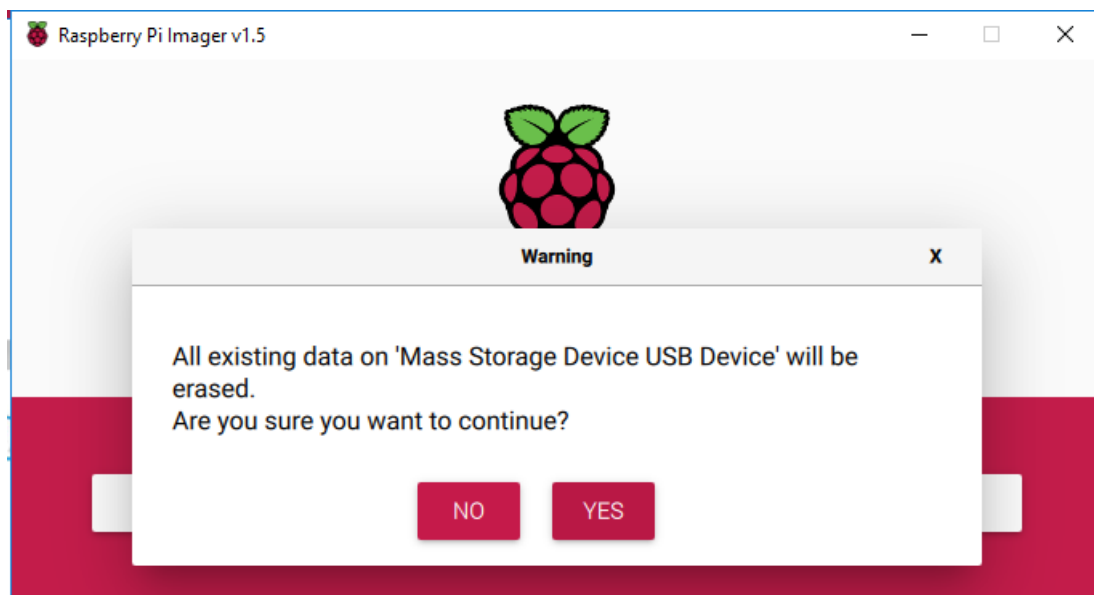 Raspberry Pi Imager v1.5
Warning
X
All existing data on 'Mass Storage Device USB Device' will be
erased.
Are you sure you want to continue?
NO
YES